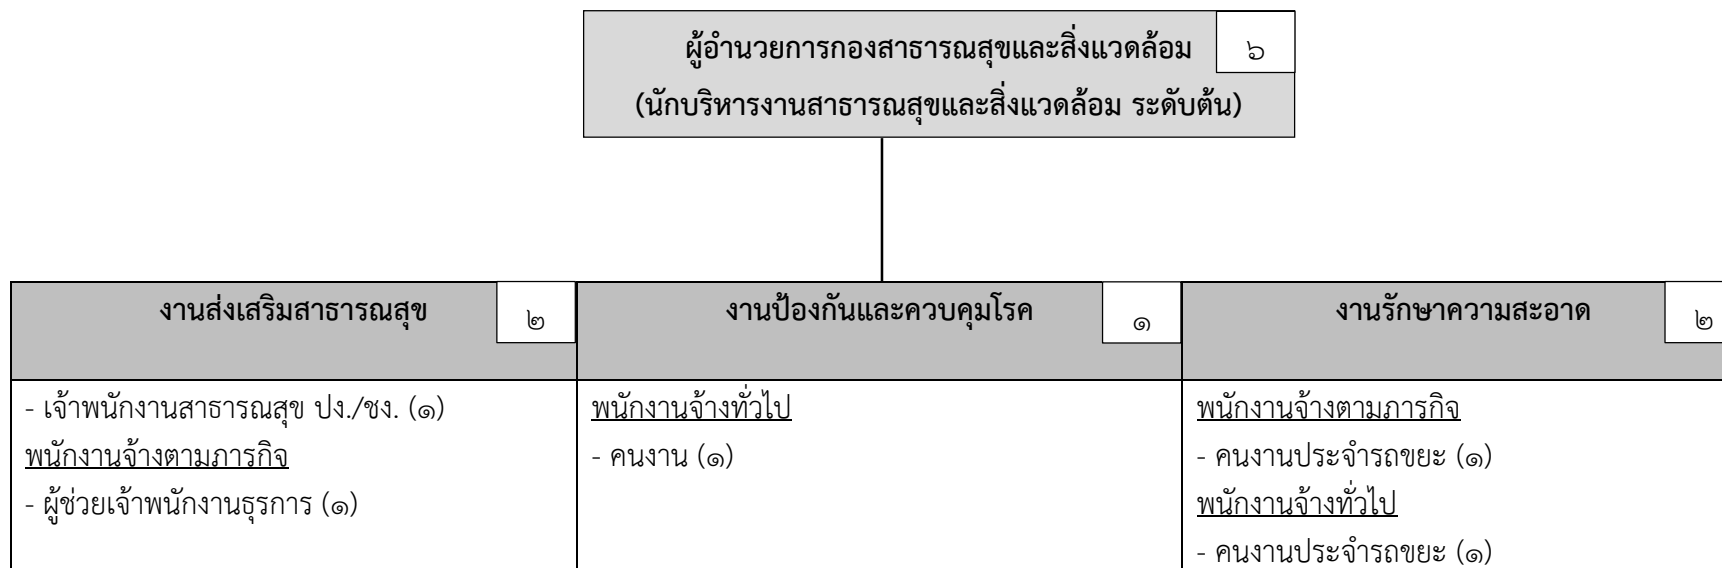 ผู้อำนวยการกองสาธารณสุขและสิ่งแวดล้อม
๖
(นักบริหารงานสาธารณสุขและสิ่งแวดล้อม ระดับต้น)
งานส่งเสริมสาธารณสุข
๒
- เจ้าพนักงานสาธารณสุข ปง./ชง. (๑)
พนักงานจ้างตามภารกิจ
- ผู้ช่วยเจ้าพนักงานธุรการ (๑)
งานป้องกันและควบคุมโรค
๑
พนักงานจ้างทั่วไป
- คนงาน (๑)
งานรักษาความสะอาด
๒
พนักงานจ้างตามภารกิจ
- คนงานประจำรถขยะ (๑)
พนักงานจ้างทั่วไป
- คนงานประจำรถขยะ (๑)